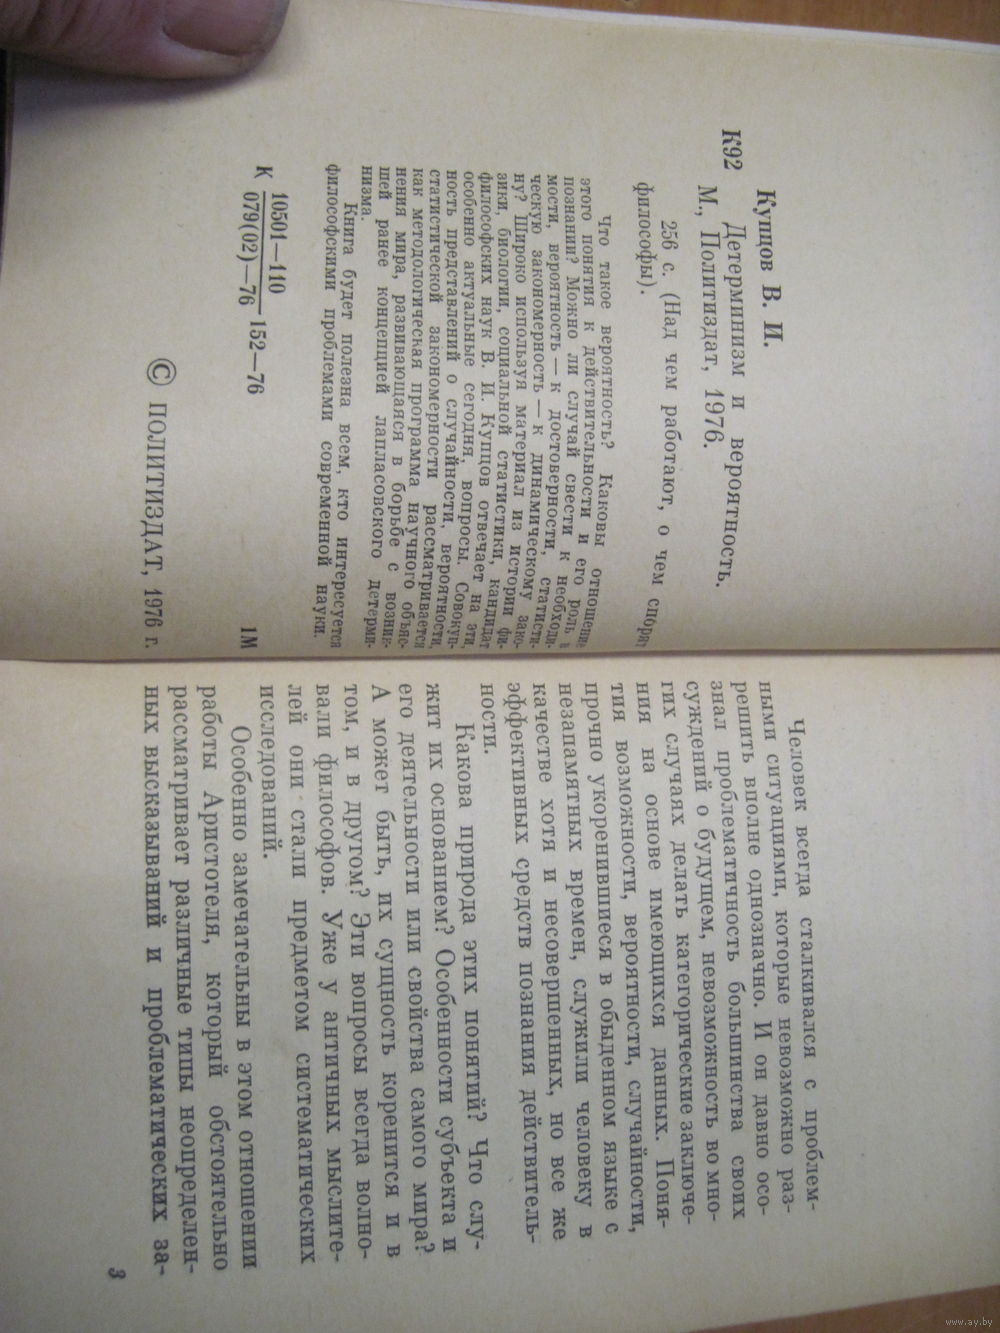 Купцов В. И.
К92 Детерминизм и вероятность.
М., Политиздат, 1976.
256 с. (Над чем работают, о чем спорят
философы).
Что такое вероятность? Каковы отношение
этого понятия к действительности и его роль в
познании? Можно ли случай свести к необходи-
мости, вероятность — к достоверности, статисти-
ческую закономерность — к динамическому зако-
ну? Широко используя материал из истории фи-
зики, биологии, социальной статистики, кандидат
философских наук В. И. Купцов отвечает на эти,
особенно актуальные сегодня, вопросы. Совокуп-
ность представлений о случайности, вероятности,
статистической закономерности рассматривается
как методологическая программа научного объяс-
нения мира, развивающаяся в борьбе с возник-
шей ранее концепцией лапласовского детерми-
низма.
Книга будет полезна всем, кто интересуется
философскими проблемами современной науки.
К 10501—110
079(02)—76 152—76
1М
© ПОЛИТИЗДАТ, 1976 г.
Человек всегда сталкивался с проблем-
ными ситуациями, которые невозможно раз-
решить вполне однозначно. И он давно осо-
знал проблематичность большинства своих
суждений о будущем, невозможность во мно-
гих случаях делать категорические заключе-
ния на основе имеющихся данных. Поня-
тия возможности, вероятности, случайности,
прочно укоренившиеся в обыденном языке с
незапамятных времен, служили человеку в
качестве хотя и несовершенных, но все же
эффективных средств познания действитель-
ности.
Какова природа этих понятий? Что слу-
жит их основанием? Особенности субъекта и
его деятельности или свойства самого мира?
А может быть, их сущность коренится и в
том, и в другом? Эти вопросы всегда волно-
вали философов. Уже у античных мыслите-
лей они стали предметом систематических
исследований.
Особенно замечательны в этом отношении
работы Аристотеля, который обстоятельно
рассматривает различные типы неопределен-
ных высказываний и проблематических за-
3
www.ay.by